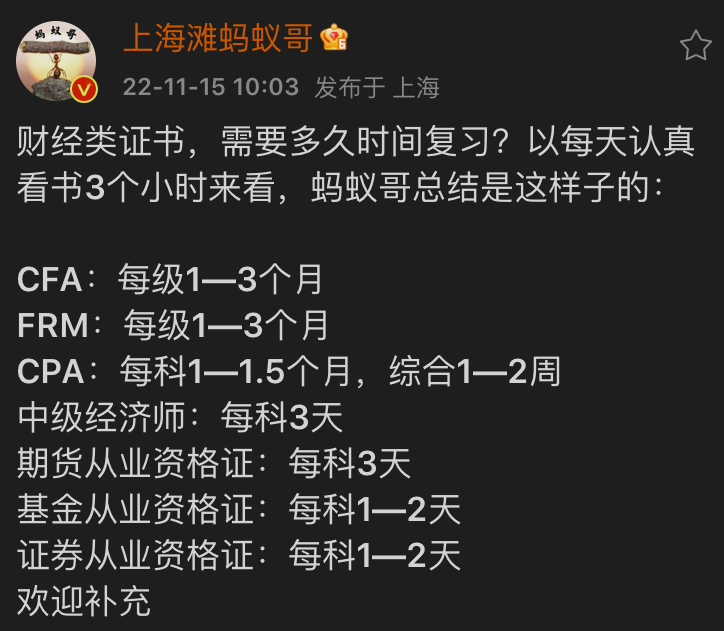 蚂蚁哥
上海滩蚂蚁哥
6
22-11-15 10:03 发布于 上海
财经类证书，需要多久时间复习？以每天认真
看书3个小时来看，蚂蚁哥总结是这样子的：
CFA：每级1—3个月
FRM：每级1—3个月
CPA：每科1—1.5个月，综合1—2周
中级经济师：每科3天
期货从业资格证：每科3天
基金从业资格证：每科1—2天
证券从业资格证：每科1—2天
欢迎补充